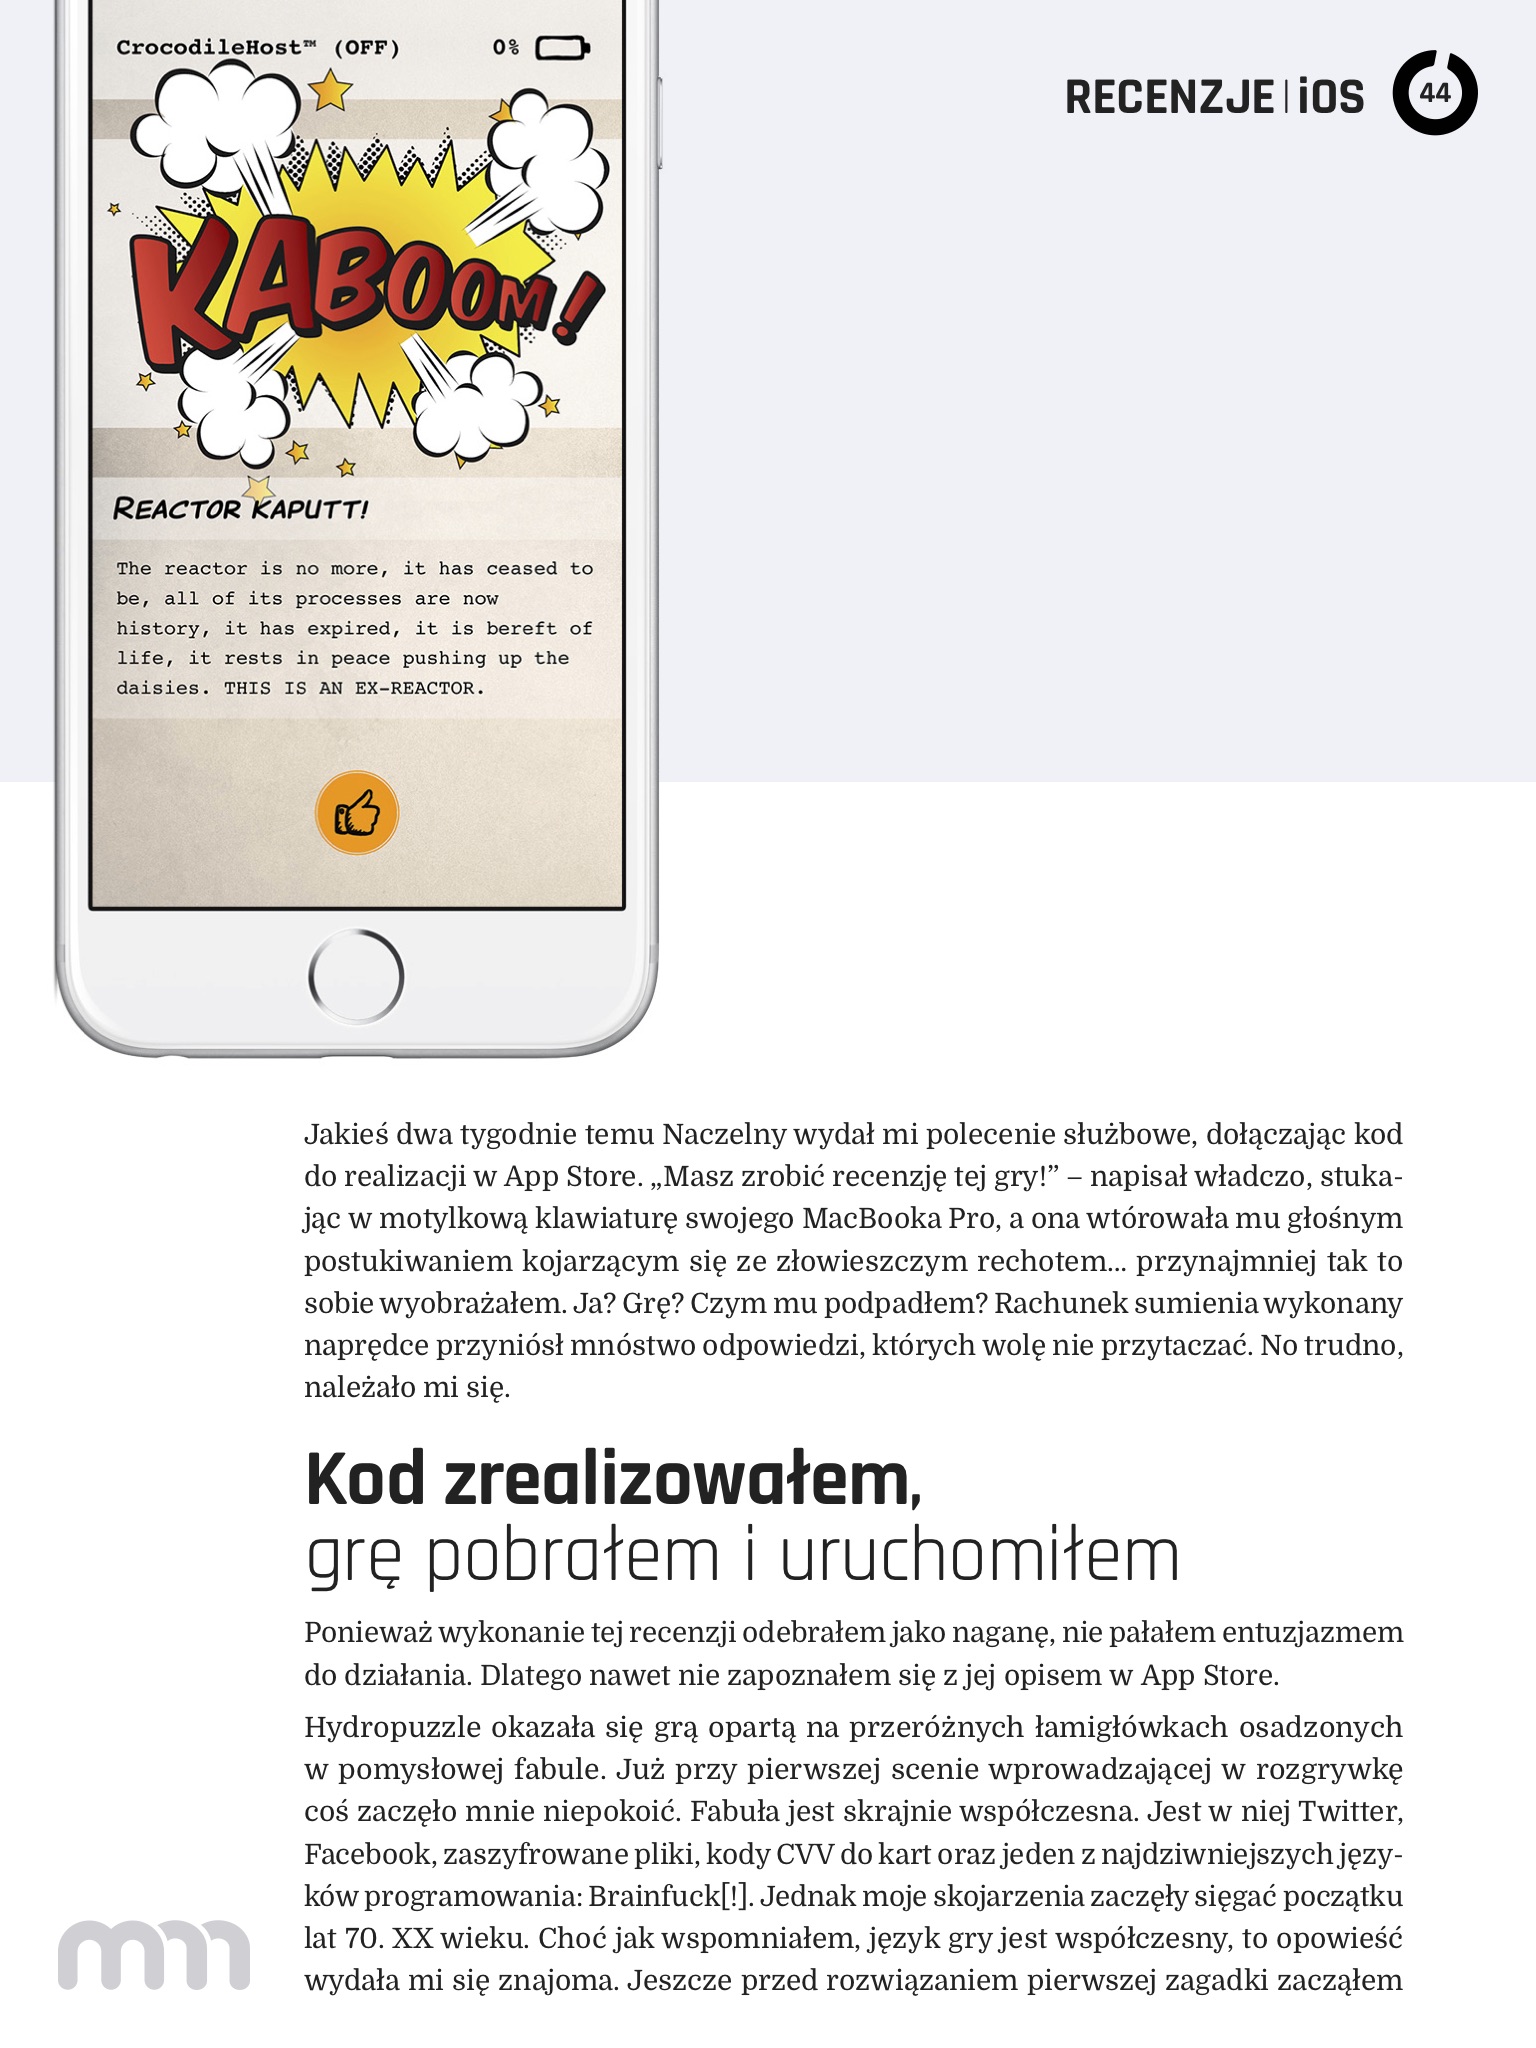 RECENZJE | iOS 44
CrocodileHost™ (OFF) 0%
KABOOM!
REACTOR KAPUTT!
The reactor is no more, it has ceased to
be, all of its processes are now
history, it has expired, it is bereft of
life, it rests in peace pushing up the
daisies. THIS IS AN EX-REACTOR.
Jakieś dwa tygodnie temu Naczelny wydał mi polecenie służbowe, dołączając kod
do realizacji w App Store. „Masz zrobić recenzję tej gry!” – napisał władczo, stuka-
jąc w motylkową klawiaturę swojego MacBooka Pro, a ona wtórowała mu głośnym
postukiwaniem kojarzącym się ze złowieszczym rechotem... przynajmniej tak to
sobie wyobrażałem. Ja? Grę? Czym mu podpadłem? Rachunek sumienia wykonany
naprędce przyniósł mnóstwo odpowiedzi, których wolę nie przytaczać. No trudno,
należało mi się.
Kod zrealizowałem,
grę pobrałem i uruchomiłem
Ponieważ wykonanie tej recenzji odebrałem jako naganę, nie pałałem entuzjazmem
do działania. Dlatego nawet nie zapoznałem się z jej opisem w App Store.
Hydropuzzle okazała się grą opartą na przeróżnych łamigłówkach osadzonych
w pomysłowej fabule. Już przy pierwszej scenie wprowadzającej w rozgrywkę
coś zaczęło mnie niepokoić. Fabuła jest skrajnie współczesna. Jest w niej Twitter,
Facebook, zaszyfrowane pliki, kody CVV do kart oraz jeden z najdziwniejszych języ-
ków programowania: Brainfuck[!]. Jednak moje skojarzenia zaczęły sięgać początku
lat 70. XX wieku. Choć jak wspomniałem, język gry jest współczesny, to opowieść
wydała mi się znajoma. Jeszcze przed rozwiązaniem pierwszej zagadki zacząłem